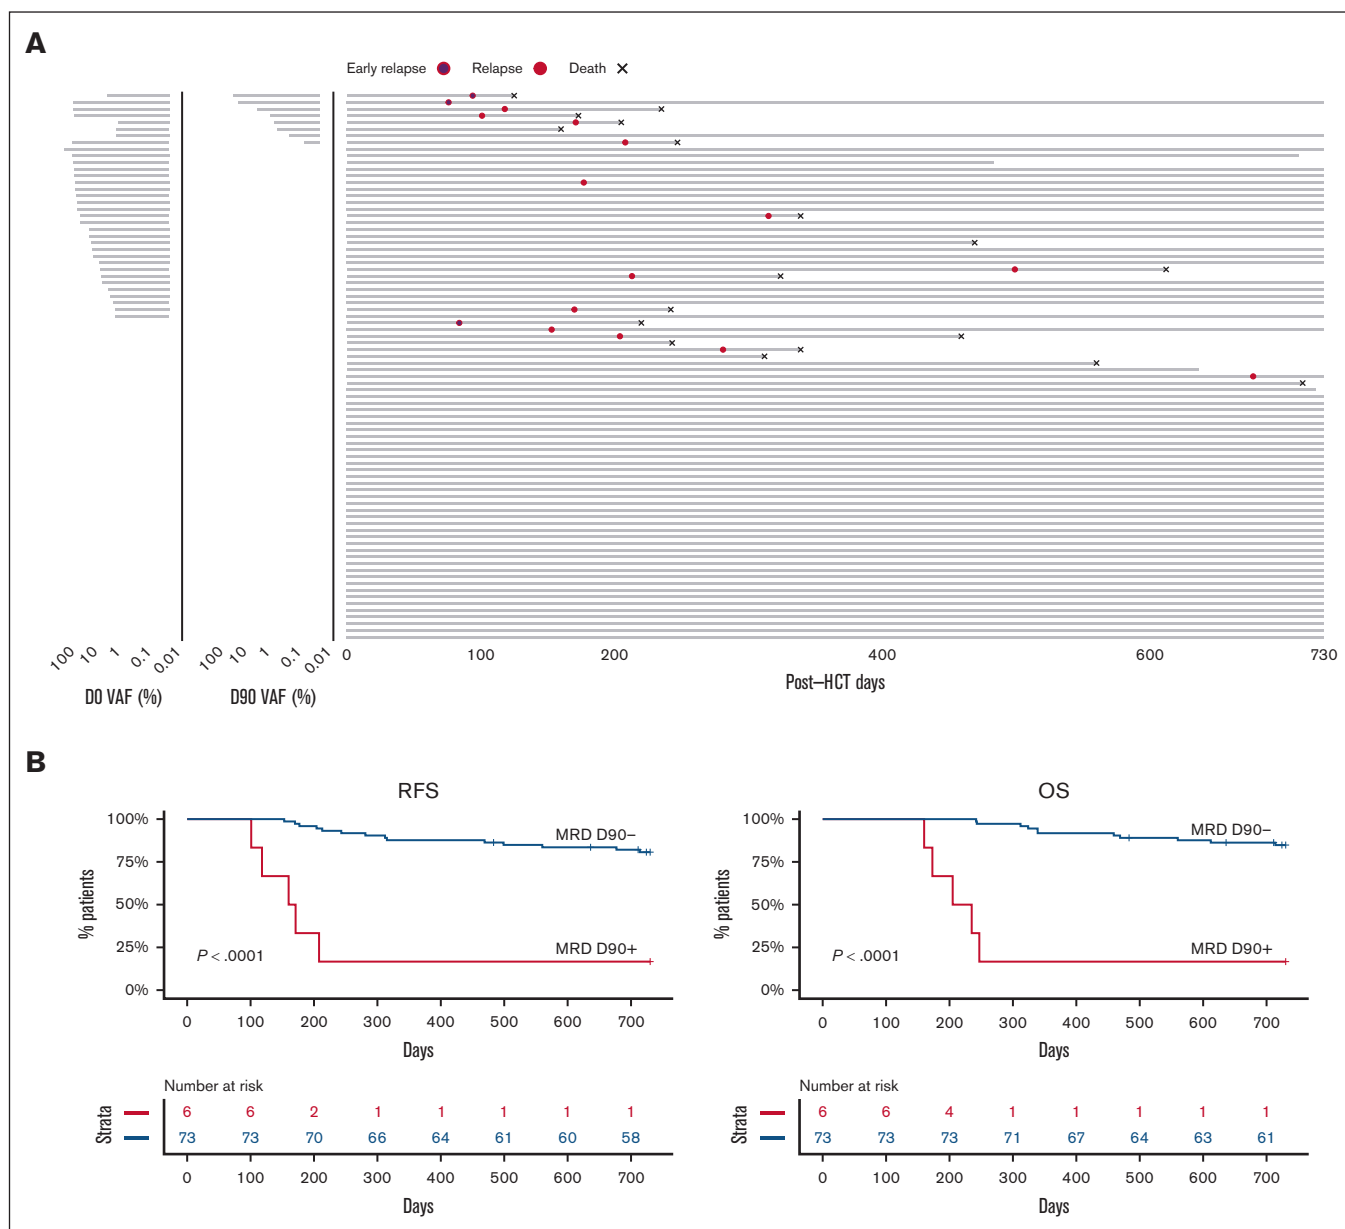 A
Early relapse Relapse Death
100 10 1 0.1 0.01
D0 VAF (%)
100 10 1 0.1 0.01
D90 VAF (%)
0 100 200 400 600 730
Post–HCT days
B
RFS
100%
75%
50%
25%
0%
% patients
MRD D90–
MRD D90+
P < .0001
0 100 200 300 400 500 600 700
Days
Number at risk
Strata
6 6 2 1 1 1 1 1
73 73 70 66 64 61 60 58
0 100 200 300 400 500 600 700
Days
OS
100%
75%
50%
25%
0%
% patients
MRD D90–
MRD D90+
P < .0001
0 100 200 300 400 500 600 700
Days
Number at risk
Strata
6 6 4 1 1 1 1 1
73 73 73 71 67 64 63 61
0 100 200 300 400 500 600 700
Days